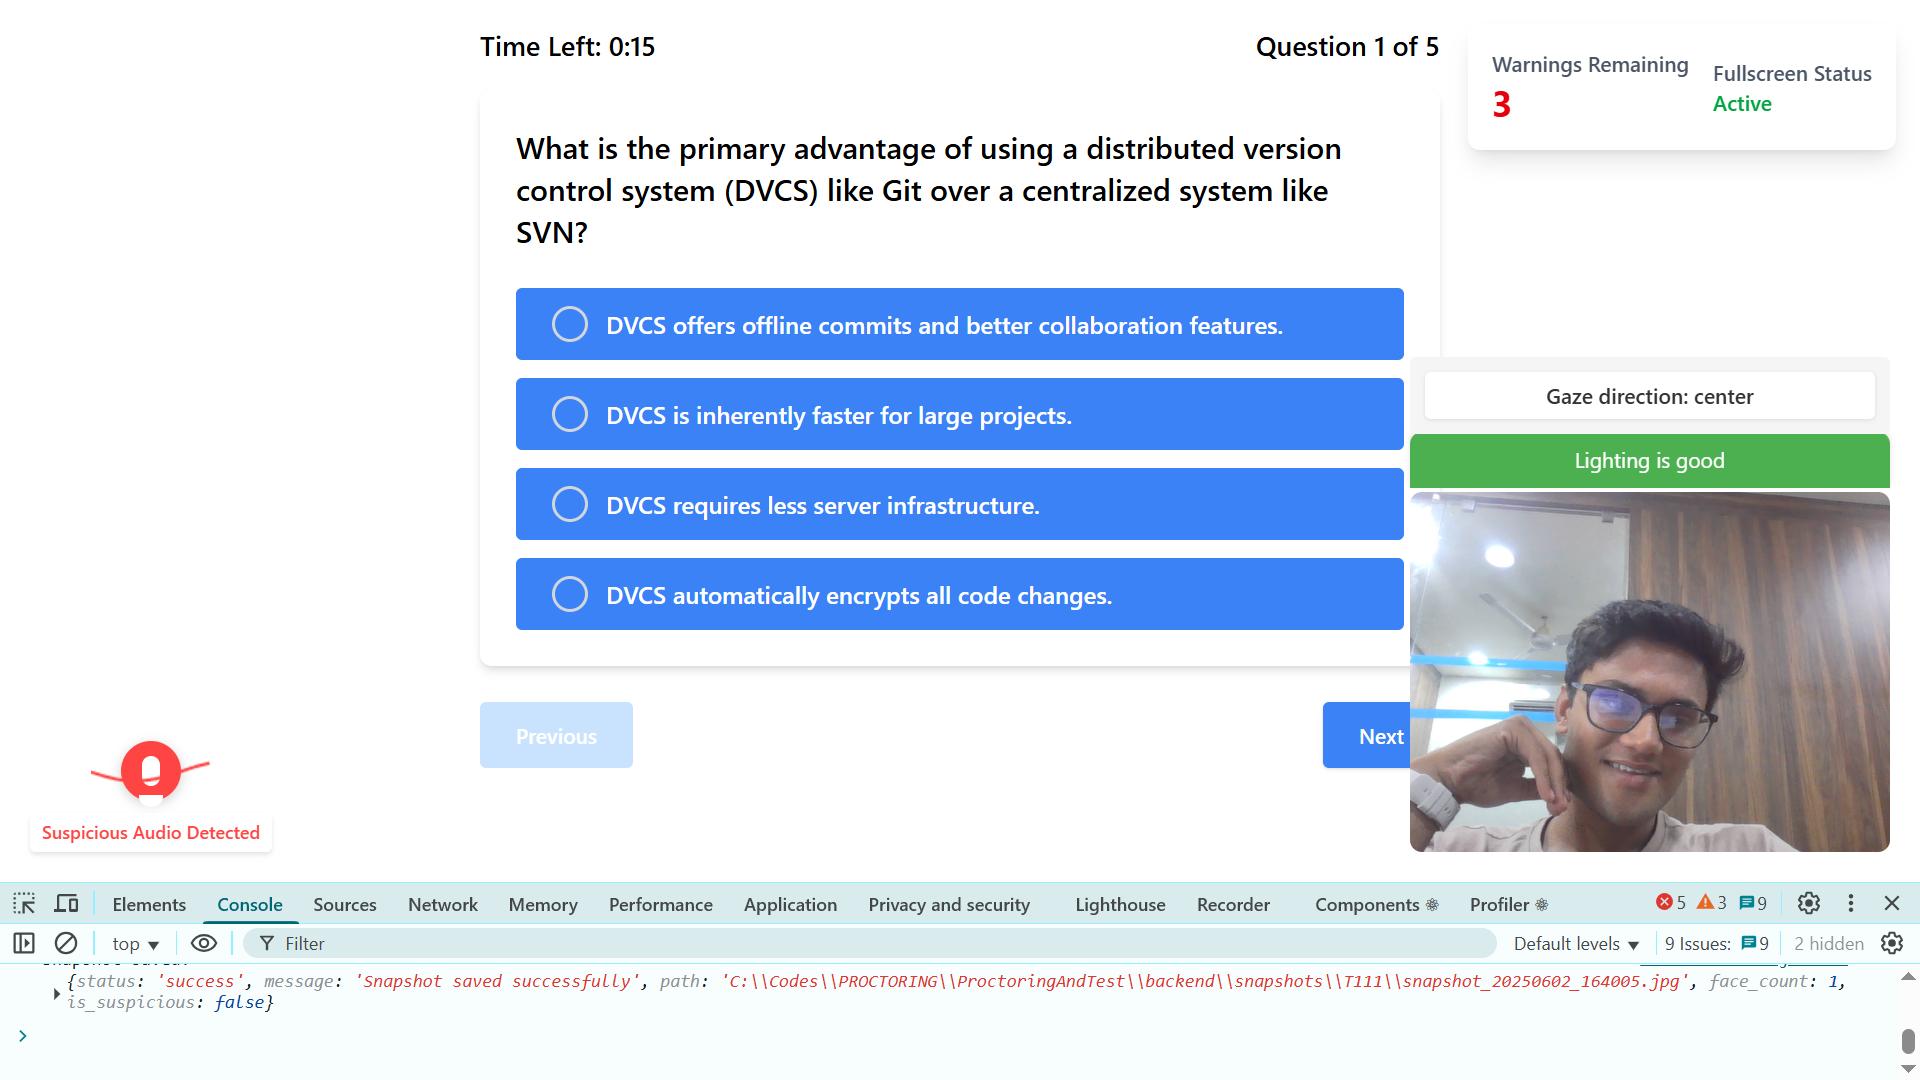 Time Left: 0:15
Question 1 of 5
Warnings Remaining
3
Fullscreen Status
Active
What is the primary advantage of using a distributed version
control system (DVCS) like Git over a centralized system like
SVN?
DVCS offers offline commits and better collaboration features.
DVCS is inherently faster for large projects.
DVCS requires less server infrastructure.
DVCS automatically encrypts all code changes.
Gaze direction: center
Lighting is good
Previous
Next
Suspicious Audio Detected
Elements
Console
Sources
Network
Memory
Performance
Application
Privacy and security
Lighthouse
Recorder
Components
Profiler
5
3
9
top
Filter
Default levels
9 Issues:
9
2 hidden
{status: 'success', message: 'Snapshot saved successfully', path: 'C:\\Codes\\PROCTORING\\ProctoringAndTest\\backend\\snapshots\\T111\\snapshot_20250602_164005.jpg', face_count: 1,
is_suspicious: false}